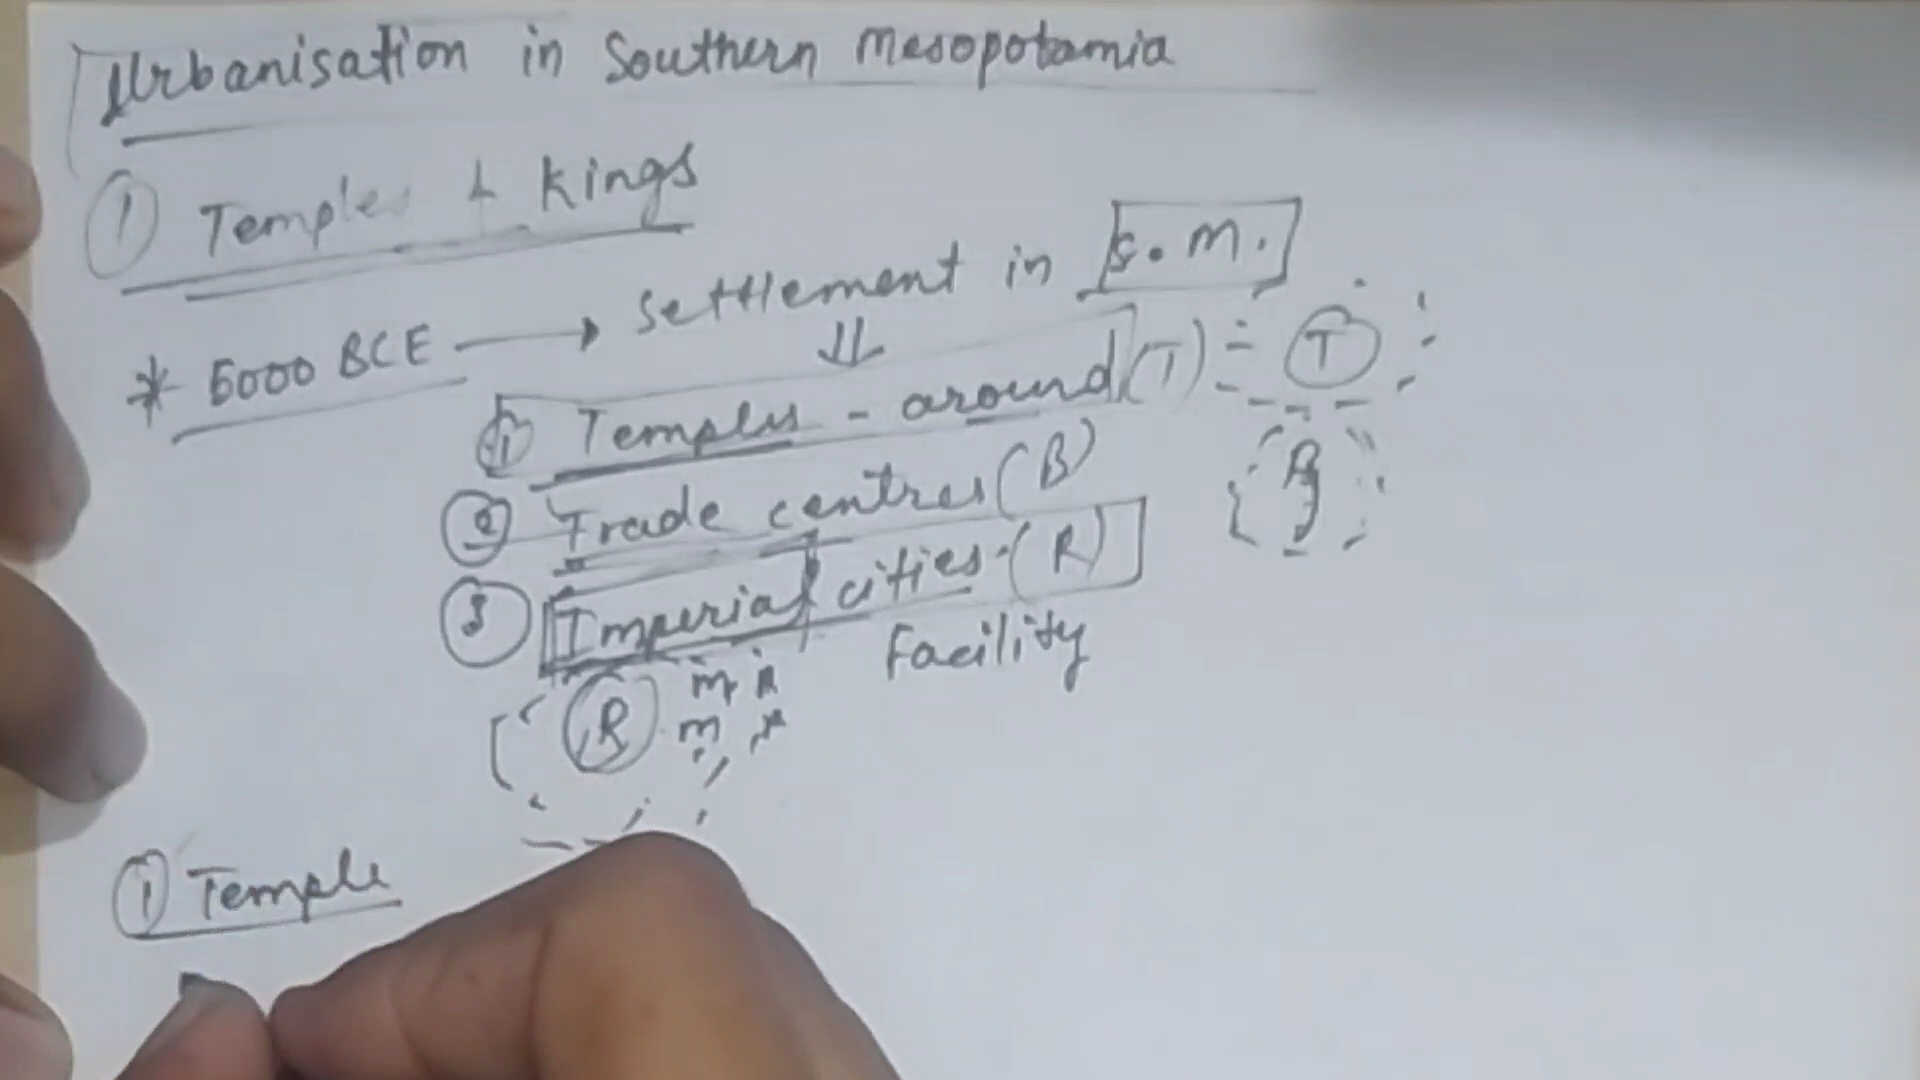 Urbanisation in Southern Mesopotamia
① Temples + Kings
* 5000 BCE → Settlement in S.M.
⇓
① Temples - around (T) T
② Trade centres (B) B
③ Imperial cities - (R)
Facility
R m R
m
① Temple